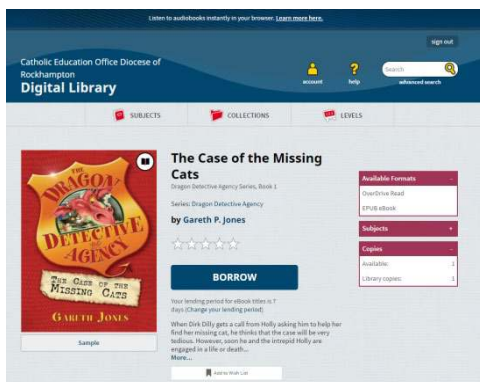 Listen to audiobooks instantly in your browser. Learn more here.
sign out
Catholic Education Office Diocese of
Rockhampton
Digital Library
account
help
Search
advanced search
SUBJECTS
COLLECTIONS
LEVELS
THE
DRAGON
DETECTIVE
AGENCY
THE CASE OF THE
MISSING CATS
GARETH JONES
Sample
The Case of the Missing
Cats
Dragon Detective Agency Series, Book 1
Series: Dragon Detective Agency
by Gareth P. Jones
BORROW
Your lending period for eBook titles is 7
days (Change your lending period)
When Dirk Dilly gets a call from Holly asking him to help her
find her missing cat, he thinks that the case will be very
tedious. However, soon he and the intrepid Holly are
engaged in a life or death...
More...
Add to Wish List
Available Formats -
OverDrive Read
EPUB eBook
Subjects +
Copies -
Available: 1
Library copies: 1